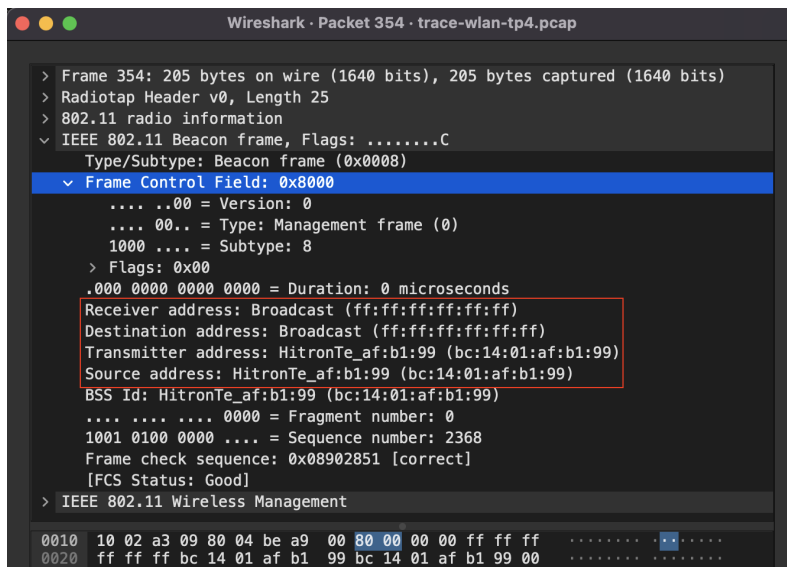 Wireshark · Packet 354 · trace-wlan-tp4.pcap
> Frame 354: 205 bytes on wire (1640 bits), 205 bytes captured (1640 bits)
> Radiotap Header v0, Length 25
> 802.11 radio information
IEEE 802.11 Beacon frame, Flags: ........C
Type/Subtype: Beacon frame (0x0008)
Frame Control Field: 0x8000
.... ..00 = Version: 0
.... 00.. = Type: Management frame (0)
1000 .... = Subtype: 8
> Flags: 0x00
.000 0000 0000 0000 = Duration: 0 microseconds
Receiver address: Broadcast (ff:ff:ff:ff:ff:ff)
Destination address: Broadcast (ff:ff:ff:ff:ff:ff)
Transmitter address: HitronTe_af:b1:99 (bc:14:01:af:b1:99)
Source address: HitronTe_af:b1:99 (bc:14:01:af:b1:99)
BSS Id: HitronTe_af:b1:99 (bc:14:01:af:b1:99)
.... .... .... 0000 = Fragment number: 0
1001 0100 0000 .... = Sequence number: 2368
Frame check sequence: 0x08902851 [correct]
[FCS Status: Good]
> IEEE 802.11 Wireless Management
0010 10 02 a3 09 80 04 be a9 00 80 00 00 00 ff ff ff ········ ········
0020 ff ff ff bc 14 01 af b1 99 bc 14 01 af b1 99 00 ········ ········